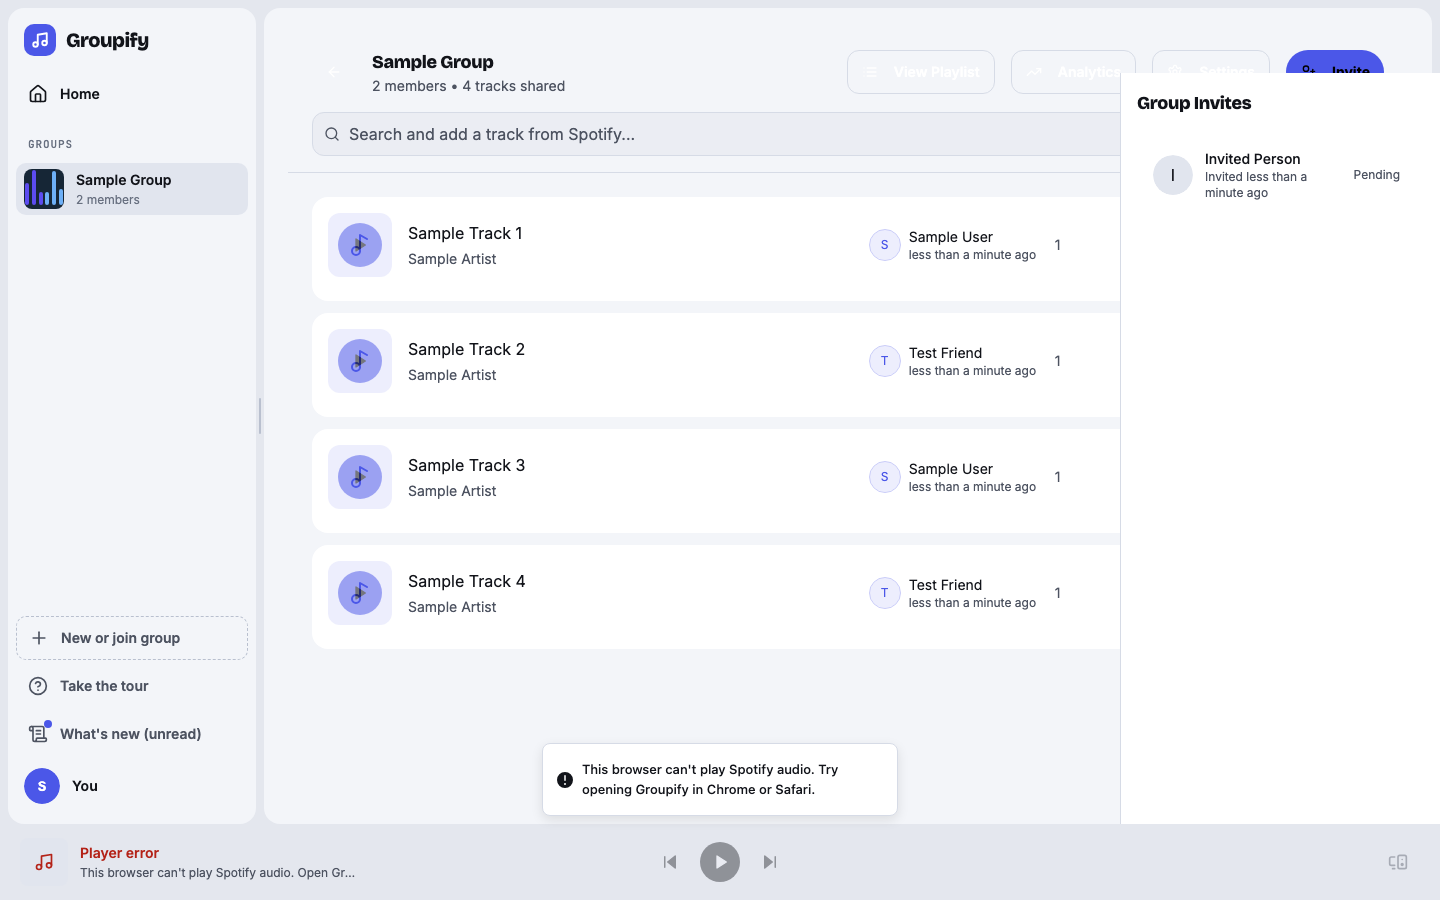 Groupify
Home
GROUPS
Sample Group
2 members
New or join group
Take the tour
What's new (unread)
S
You
Sample Group
2 members • 4 tracks shared
View Playlist
Analytics
Settings
Invite
Search and add a track from Spotify...
Sample Track 1
Sample Artist
S
Sample User
less than a minute ago
1
Sample Track 2
Sample Artist
T
Test Friend
less than a minute ago
1
Sample Track 3
Sample Artist
S
Sample User
less than a minute ago
1
Sample Track 4
Sample Artist
T
Test Friend
less than a minute ago
1
Group Invites
I
Invited Person
Invited less than a
minute ago
Pending
This browser can't play Spotify audio. Try
opening Groupify in Chrome or Safari.
Player error
This browser can't play Spotify audio. Open Gr...